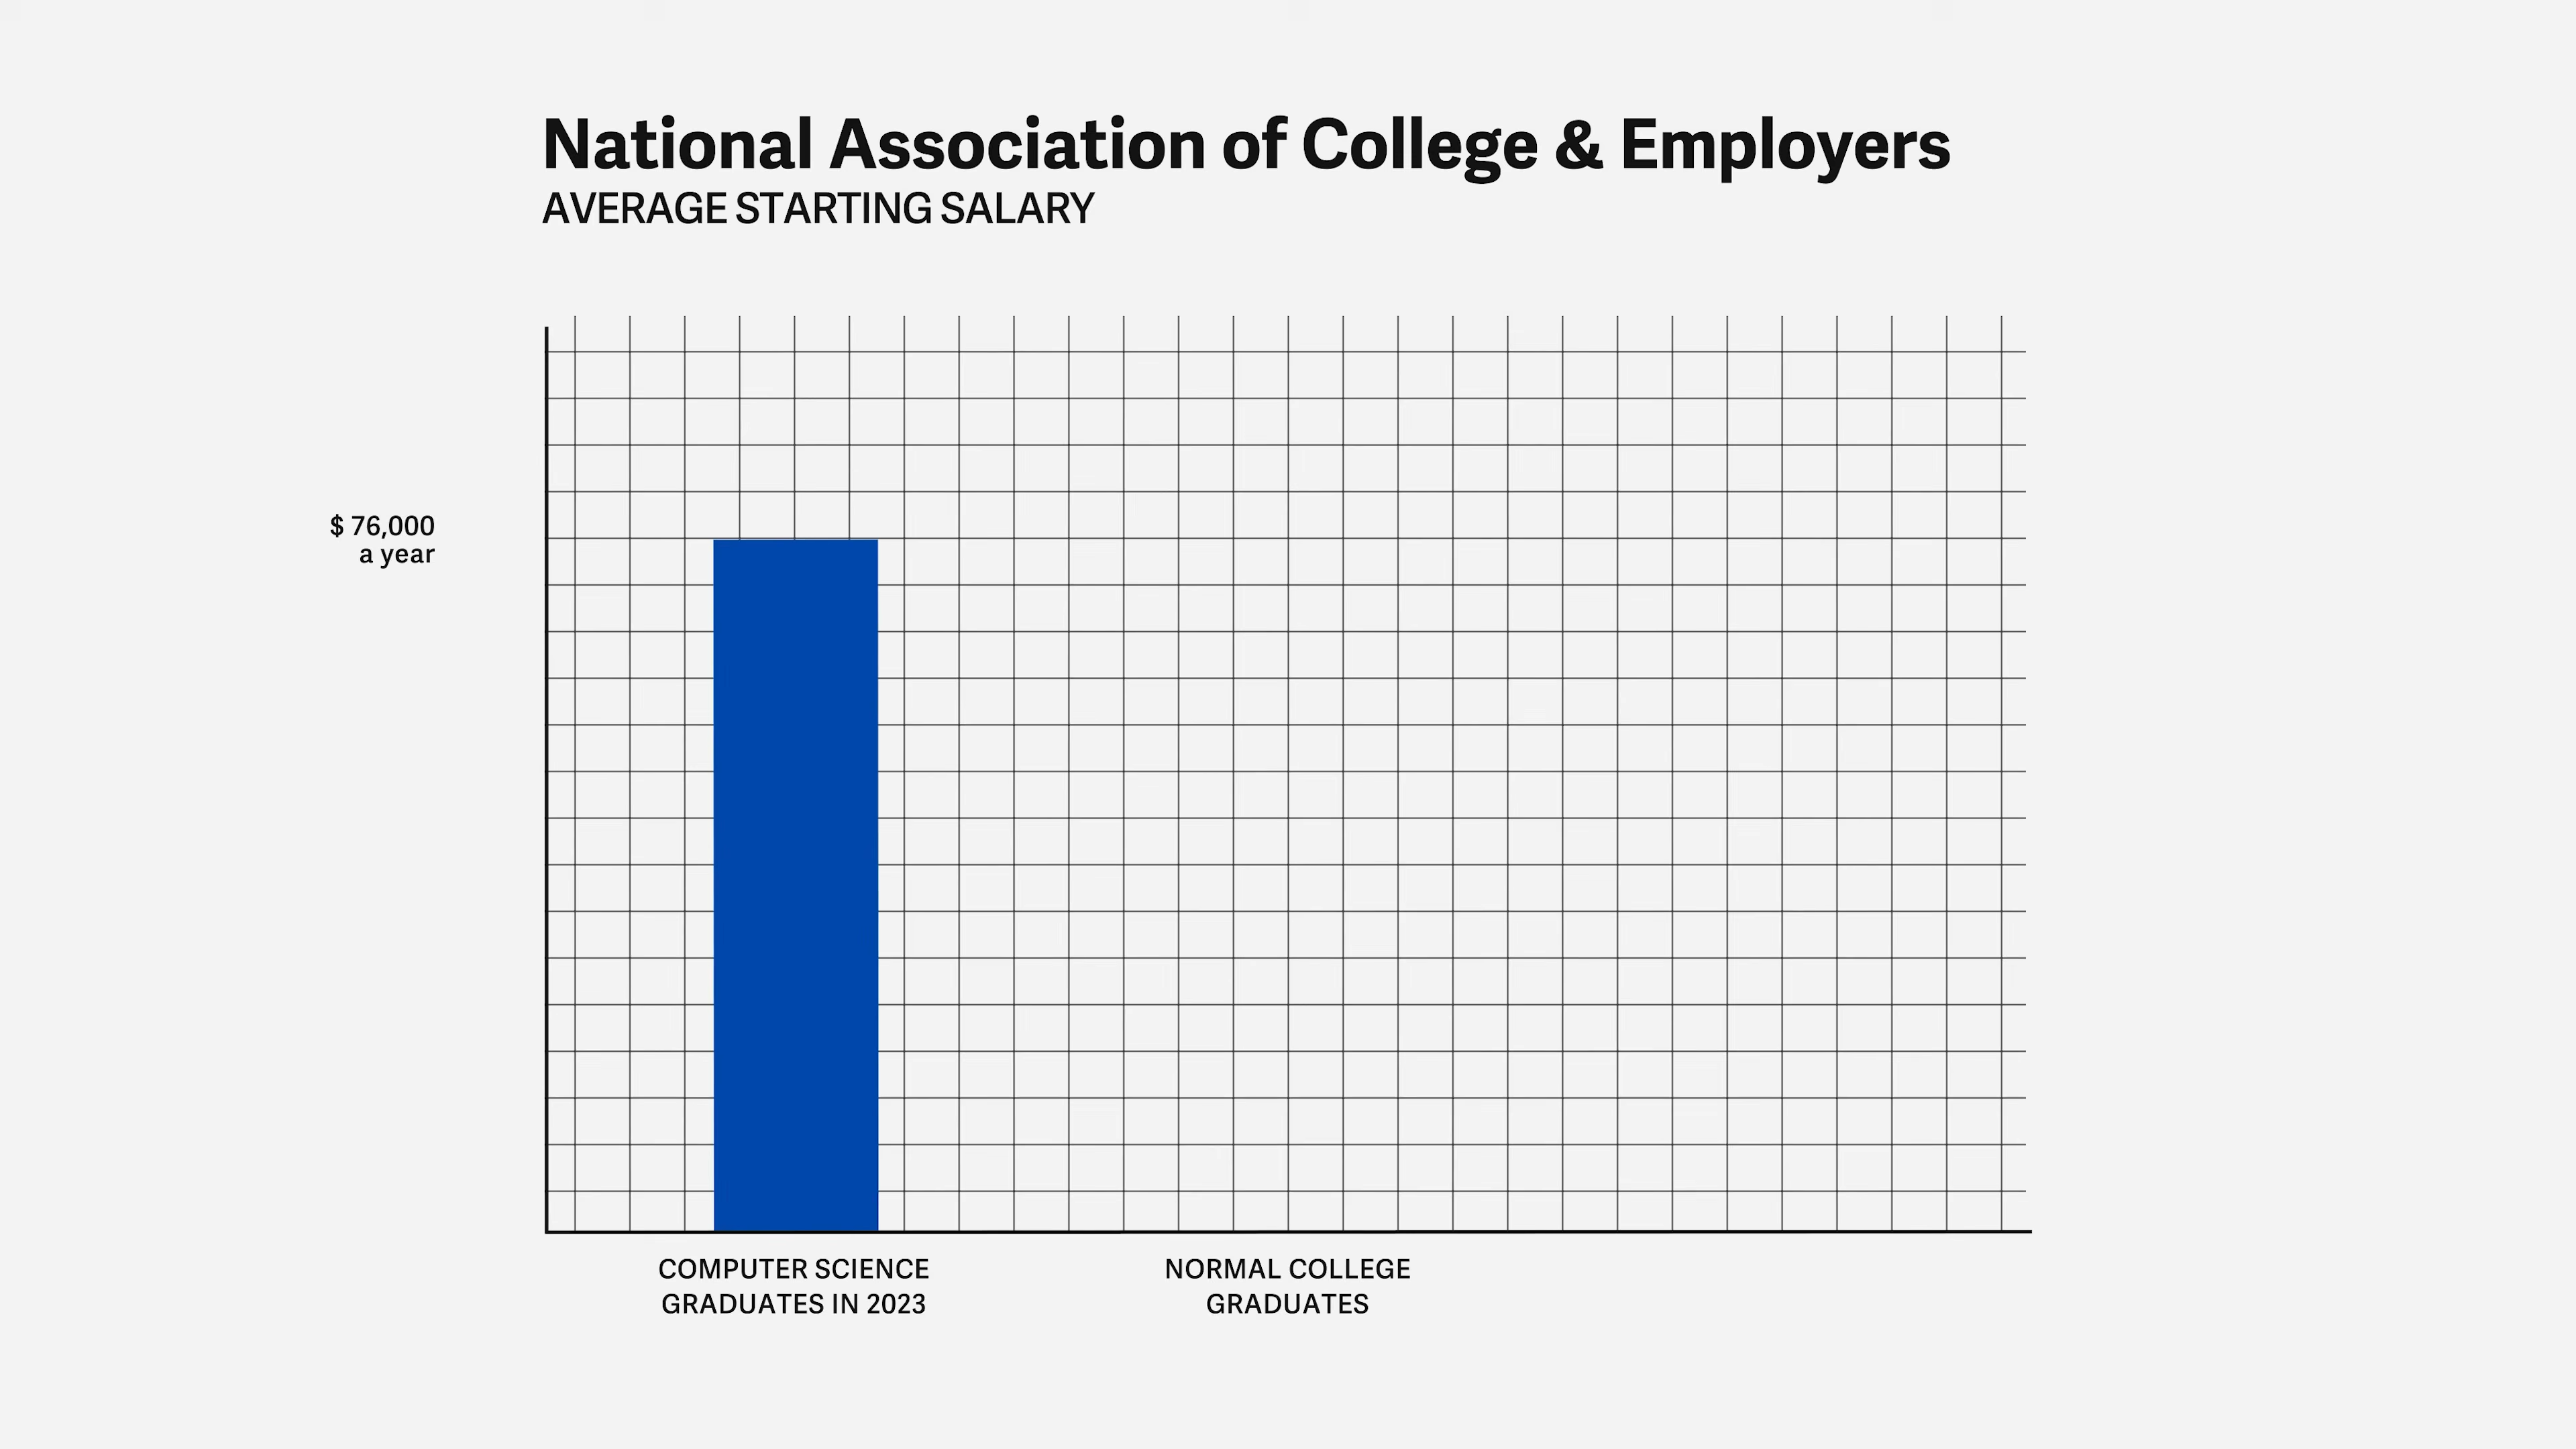 National Association of College & Employers
AVERAGE STARTING SALARY
$ 76,000
a year
COMPUTER SCIENCE
GRADUATES IN 2023
NORMAL COLLEGE
GRADUATES